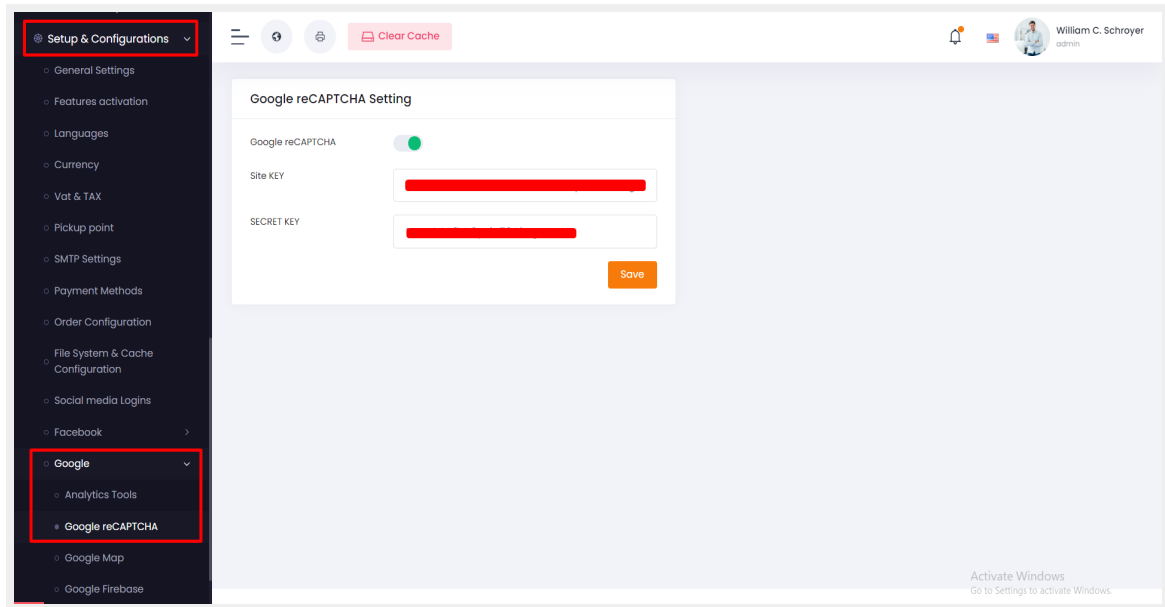 Setup & Configurations
General Settings
Features activation
Languages
Currency
Vat & TAX
Pickup point
SMTP Settings
Payment Methods
Order Configuration
File System & Cache
Configuration
Social media Logins
Facebook
Google
Analytics Tools
Google reCAPTCHA
Google Map
Google Firebase
Clear Cache
William C. Schroyer
admin
Google reCAPTCHA Setting
Google reCAPTCHA
Site KEY
SECRET KEY
Save
Activate Windows
Go to Settings to activate Windows.